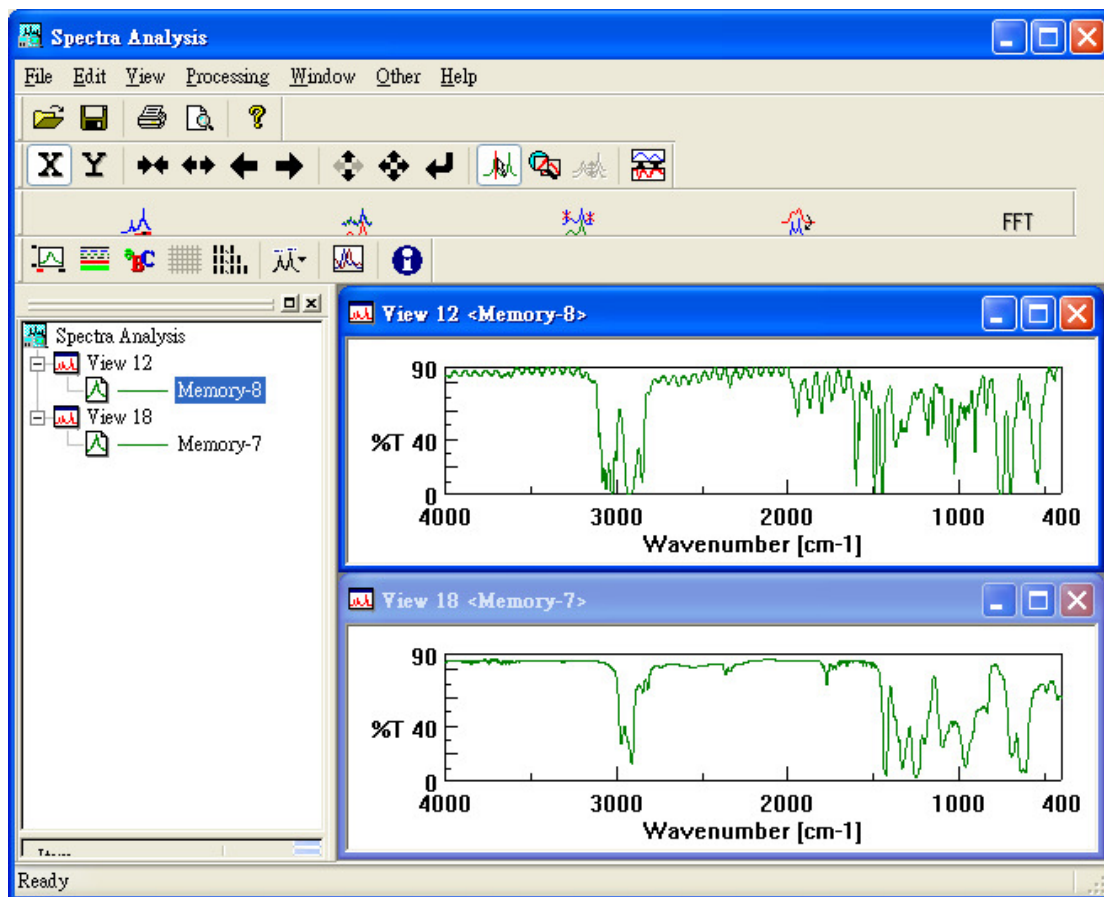 Spectra Analysis
File Edit View Processing Window Other Help
X Y
FFT
BC
Spectra Analysis
View 12
Memory-8
View 18
Memory-7
View 12 <Memory-8>
90
%T 40
0
4000 3000 2000 1000 400
Wavenumber [cm-1]
View 18 <Memory-7>
90
%T 40
0
4000 3000 2000 1000 400
Wavenumber [cm-1]
Ready